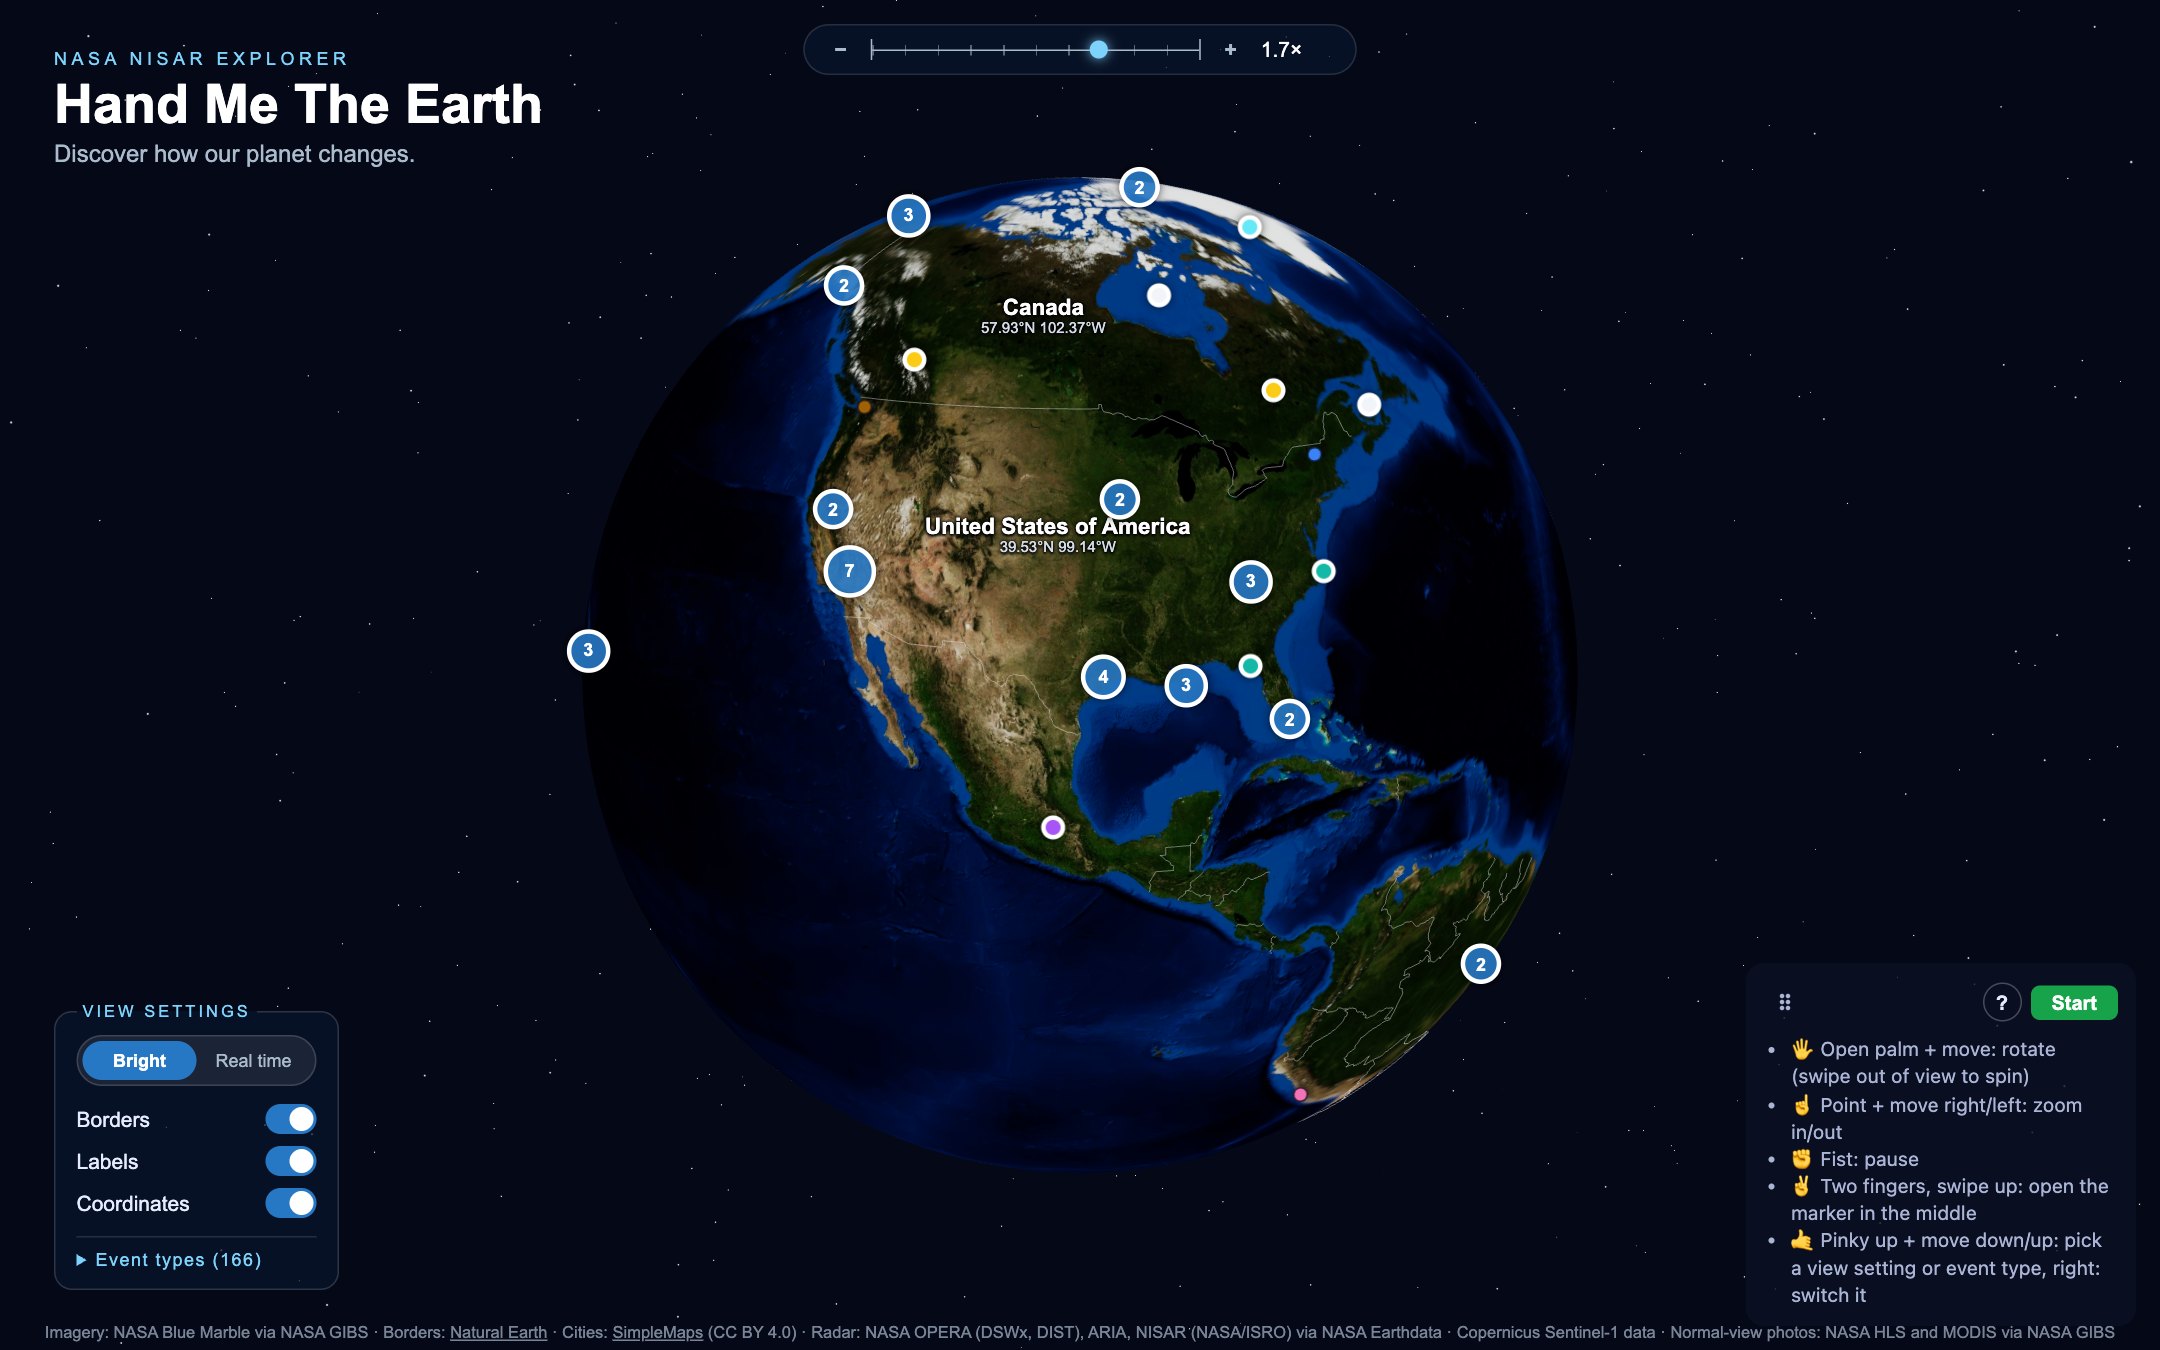 NASA NISAR EXPLORER
Hand Me The Earth
Discover how our planet changes.
− + 1.7×
2
3
2
Canada
57.93°N 102.37°W
2
2
United States of America
39.53°N 99.14°W
7
3
3
4
3
2
2
VIEW SETTINGS
Bright Real time
Borders
Labels
Coordinates
▶ Event types (166)
? Start
• 🖐 Open palm + move: rotate
(swipe out of view to spin)
• ☝ Point + move right/left: zoom
in/out
• ✊ Fist: pause
• ✌ Two fingers, swipe up: open the
marker in the middle
• 🤙 Pinky up + move down/up: pick
a view setting or event type, right:
switch it
Imagery: NASA Blue Marble via NASA GIBS · Borders: Natural Earth · Cities: SimpleMaps (CC BY 4.0) · Radar: NASA OPERA (DSWx, DIST), ARIA, NISAR (NASA/ISRO) via NASA Earthdata · Copernicus Sentinel-1 data · Normal-view photos: NASA HLS and MODIS via NASA GIBS